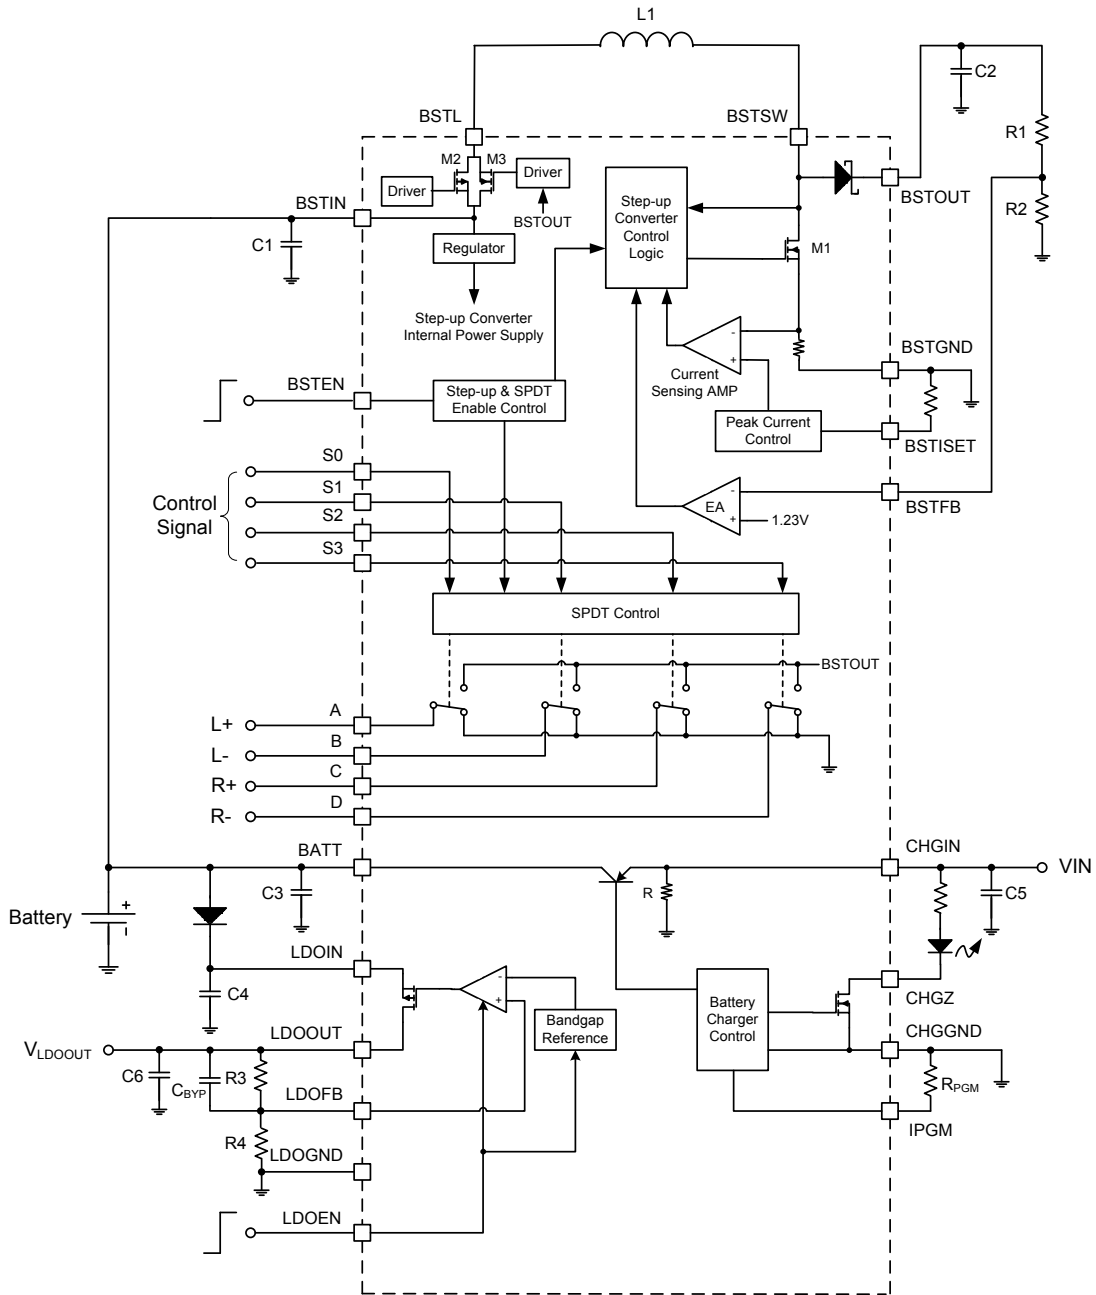 L1
C2
BSTL
BSTSW
R1
M2
M3
Driver
Driver
BSTOUT
BSTIN
Step-up
Converter
Control
Logic
BSTOUT
R2
C1
Regulator
M1
Step-up Converter
Internal Power Supply
-
+
Current
Sensing AMP
BSTGND
BSTEN
Step-up & SPDT
Enable Control
Peak Current
Control
BSTISET
S0
S1
S2
S3
Control
Signal
EA
-
+
1.23V
BSTFB
SPDT Control
BSTOUT
L+
A
L-
B
R+
C
R-
D
BATT
CHGIN
VIN
C3
R
C5
Battery
+
-
LDOIN
C4
-
+
Bandgap
Reference
Battery
Charger
Control
CHGZ
CHGGND
VLDOOUT
LDOOUT
C6
CBYP
R3
RPGM
LDOFB
IPGM
R4
LDOGND
LDOEN